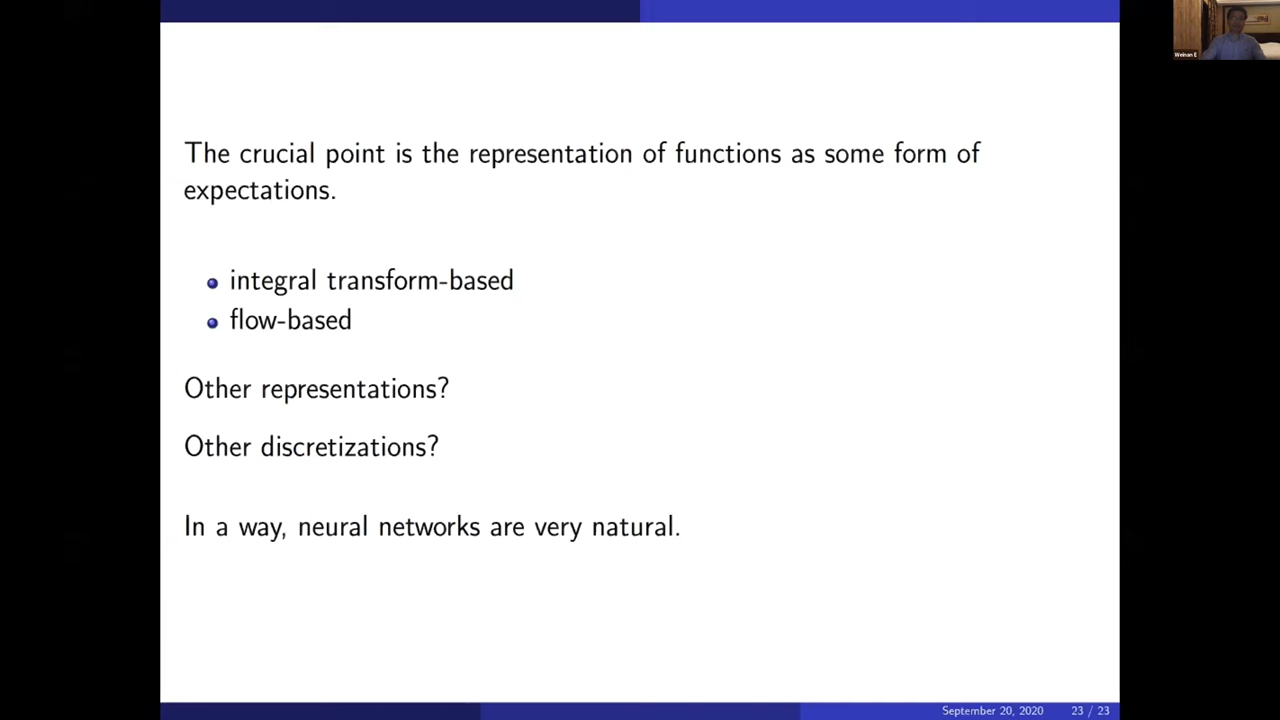 Weinan E
The crucial point is the representation of functions as some form of
expectations.
integral transform-based
flow-based
Other representations?
Other discretizations?
In a way, neural networks are very natural.
September 20, 2020 23 / 23